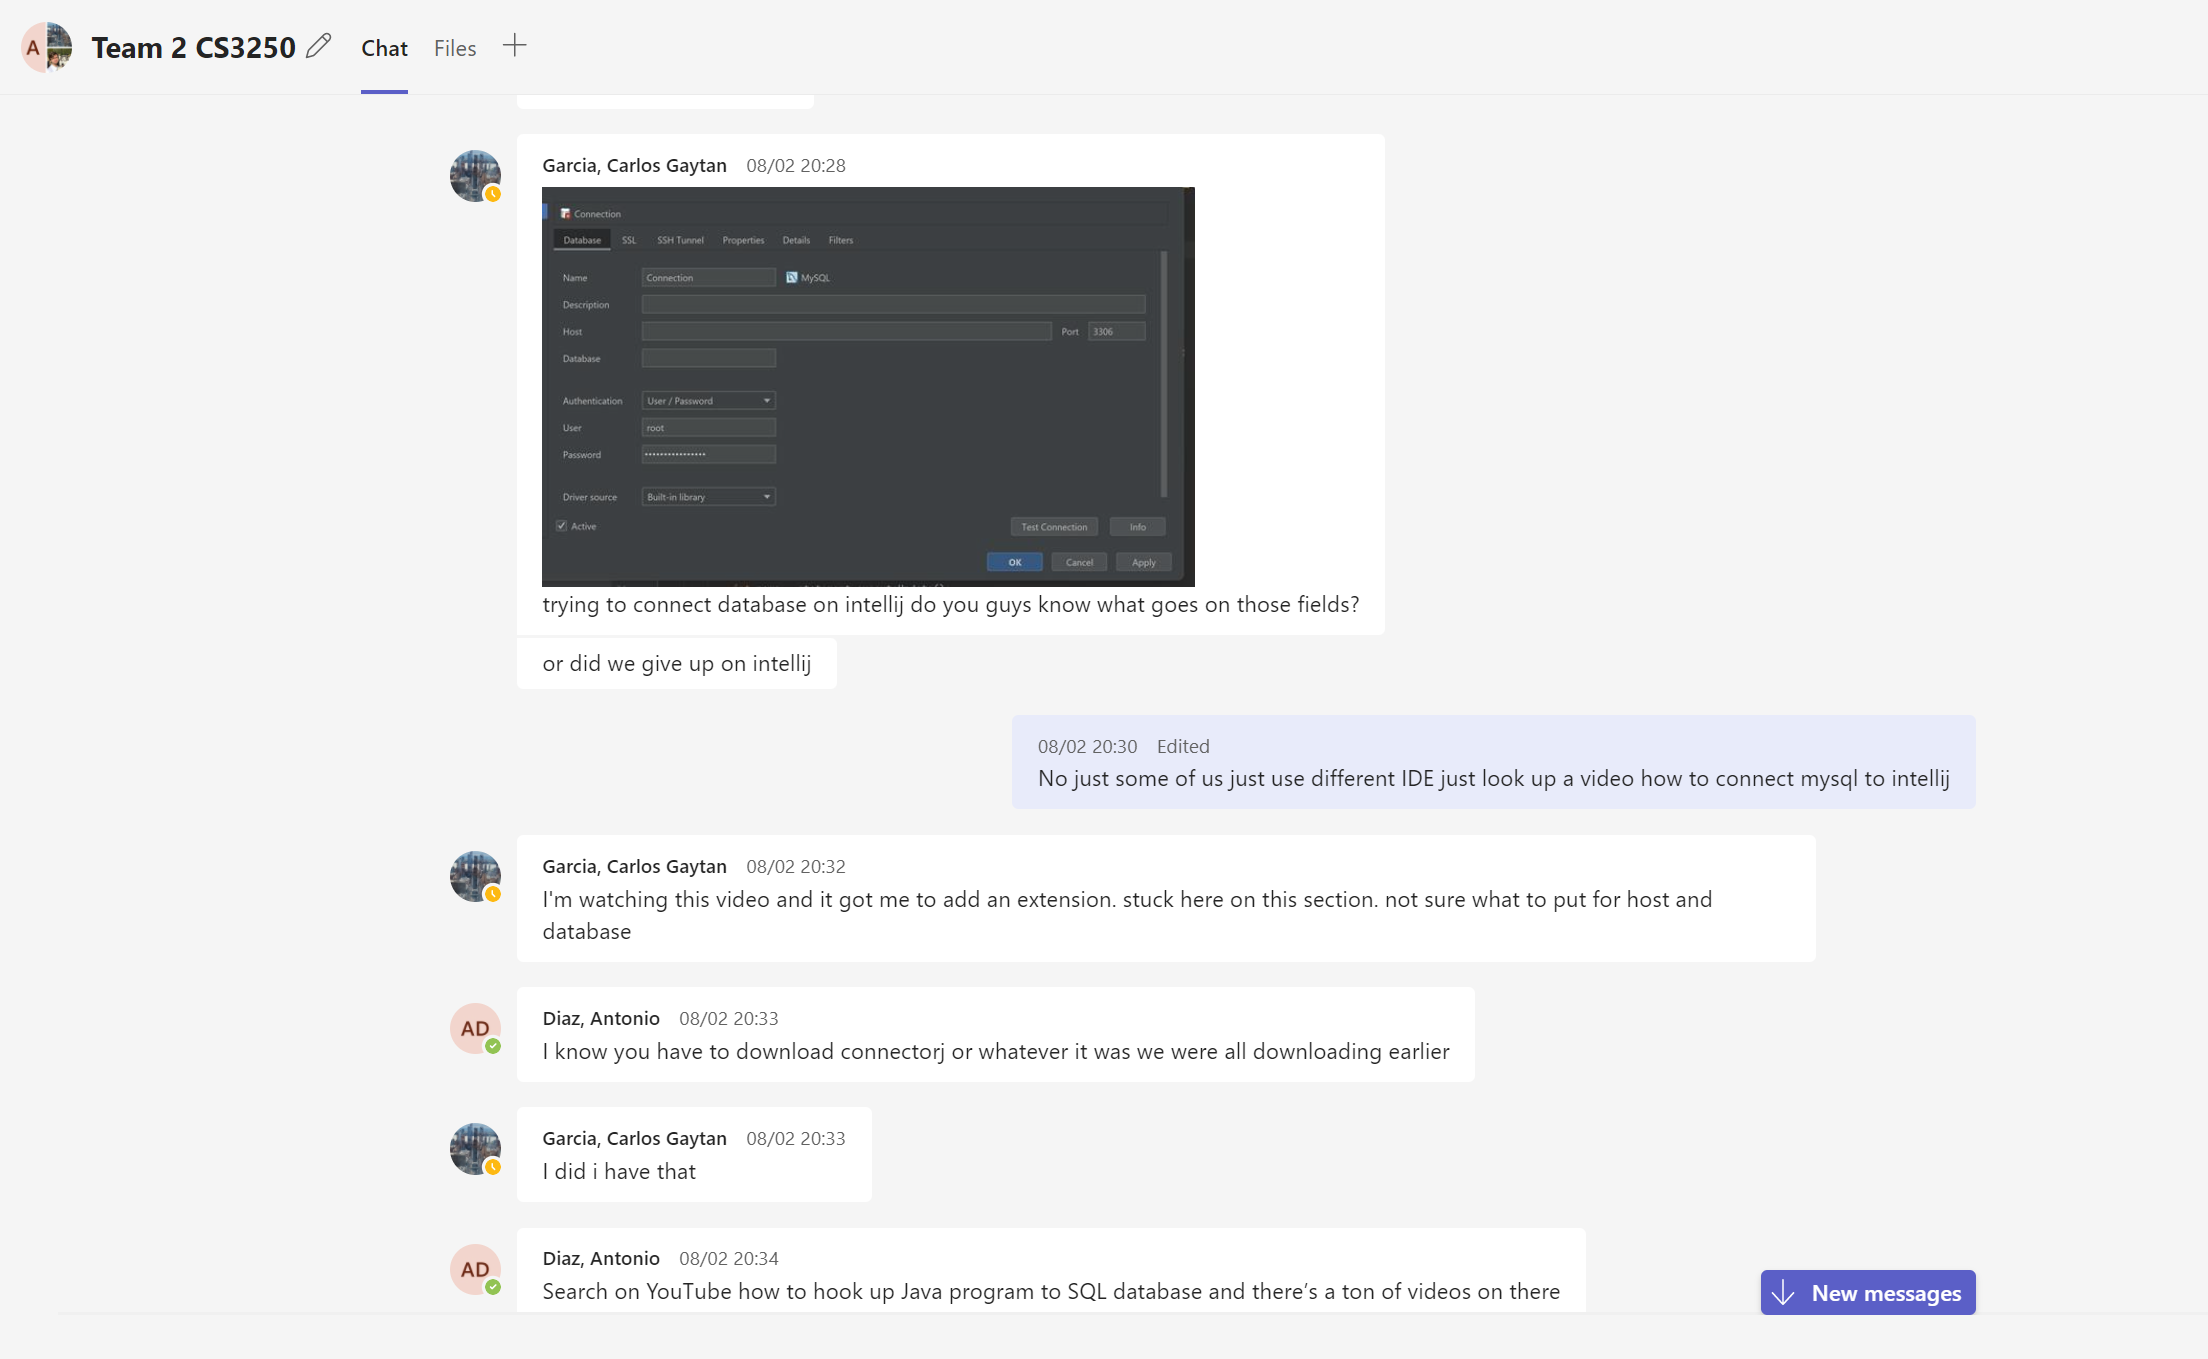 A
Team 2 CS3250
Chat
Files
Garcia, Carlos Gaytan 08/02 20:28
Connection
Database SSL SSH Tunnel Properties Details Filters
Name Connection MySQL
Description
Host Port 3306
Database
Authentication User / Password
User root
Password ••••••••••••••••
Driver source Built-in library
Active
Test Connection Info
OK Cancel Apply
trying to connect database on intellij do you guys know what goes on those fields?
or did we give up on intellij
08/02 20:30 Edited
No just some of us just use different IDE just look up a video how to connect mysql to intellij
Garcia, Carlos Gaytan 08/02 20:32
I'm watching this video and it got me to add an extension. stuck here on this section. not sure what to put for host and
database
AD
Diaz, Antonio 08/02 20:33
I know you have to download connectorj or whatever it was we were all downloading earlier
Garcia, Carlos Gaytan 08/02 20:33
I did i have that
AD
Diaz, Antonio 08/02 20:34
Search on YouTube how to hook up Java program to SQL database and there’s a ton of videos on there
New messages